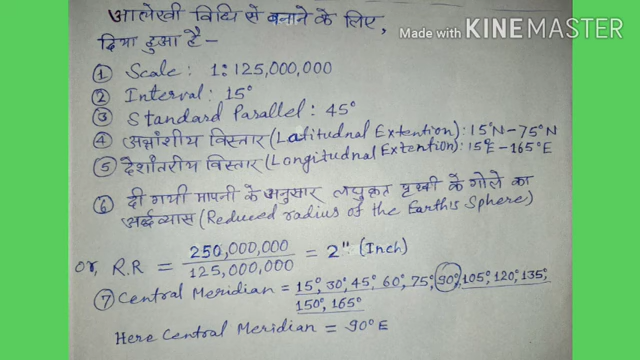 आलेखी विधि से बनाने के लिए,
Made with KINEMASTER
दिया हुआ है -
① Scale: 1:125,000,000
② Interval: 15°
③ Standard Parallel: 45°
④ अक्षांशीय विस्तार (Latitudnal Extention): 15°N-75°N
⑤ देशांतरीय विस्तार (Longitudnal Extention): 15°E-165°E
⑥ दी गयी मापनी के अनुसार लघुकृत पृथ्वी के गोले का
अर्द्धव्यास (Reduced radius of the Earth's Sphere)
or, R.R = 250,000,000 / 125,000,000 = 2" (Inch)
⑦ Central Meridian = 15°, 30°, 45°, 60°, 75°, 90°, 105°, 120°, 135°,
150°, 165°
Here Central Meridian = 90°E